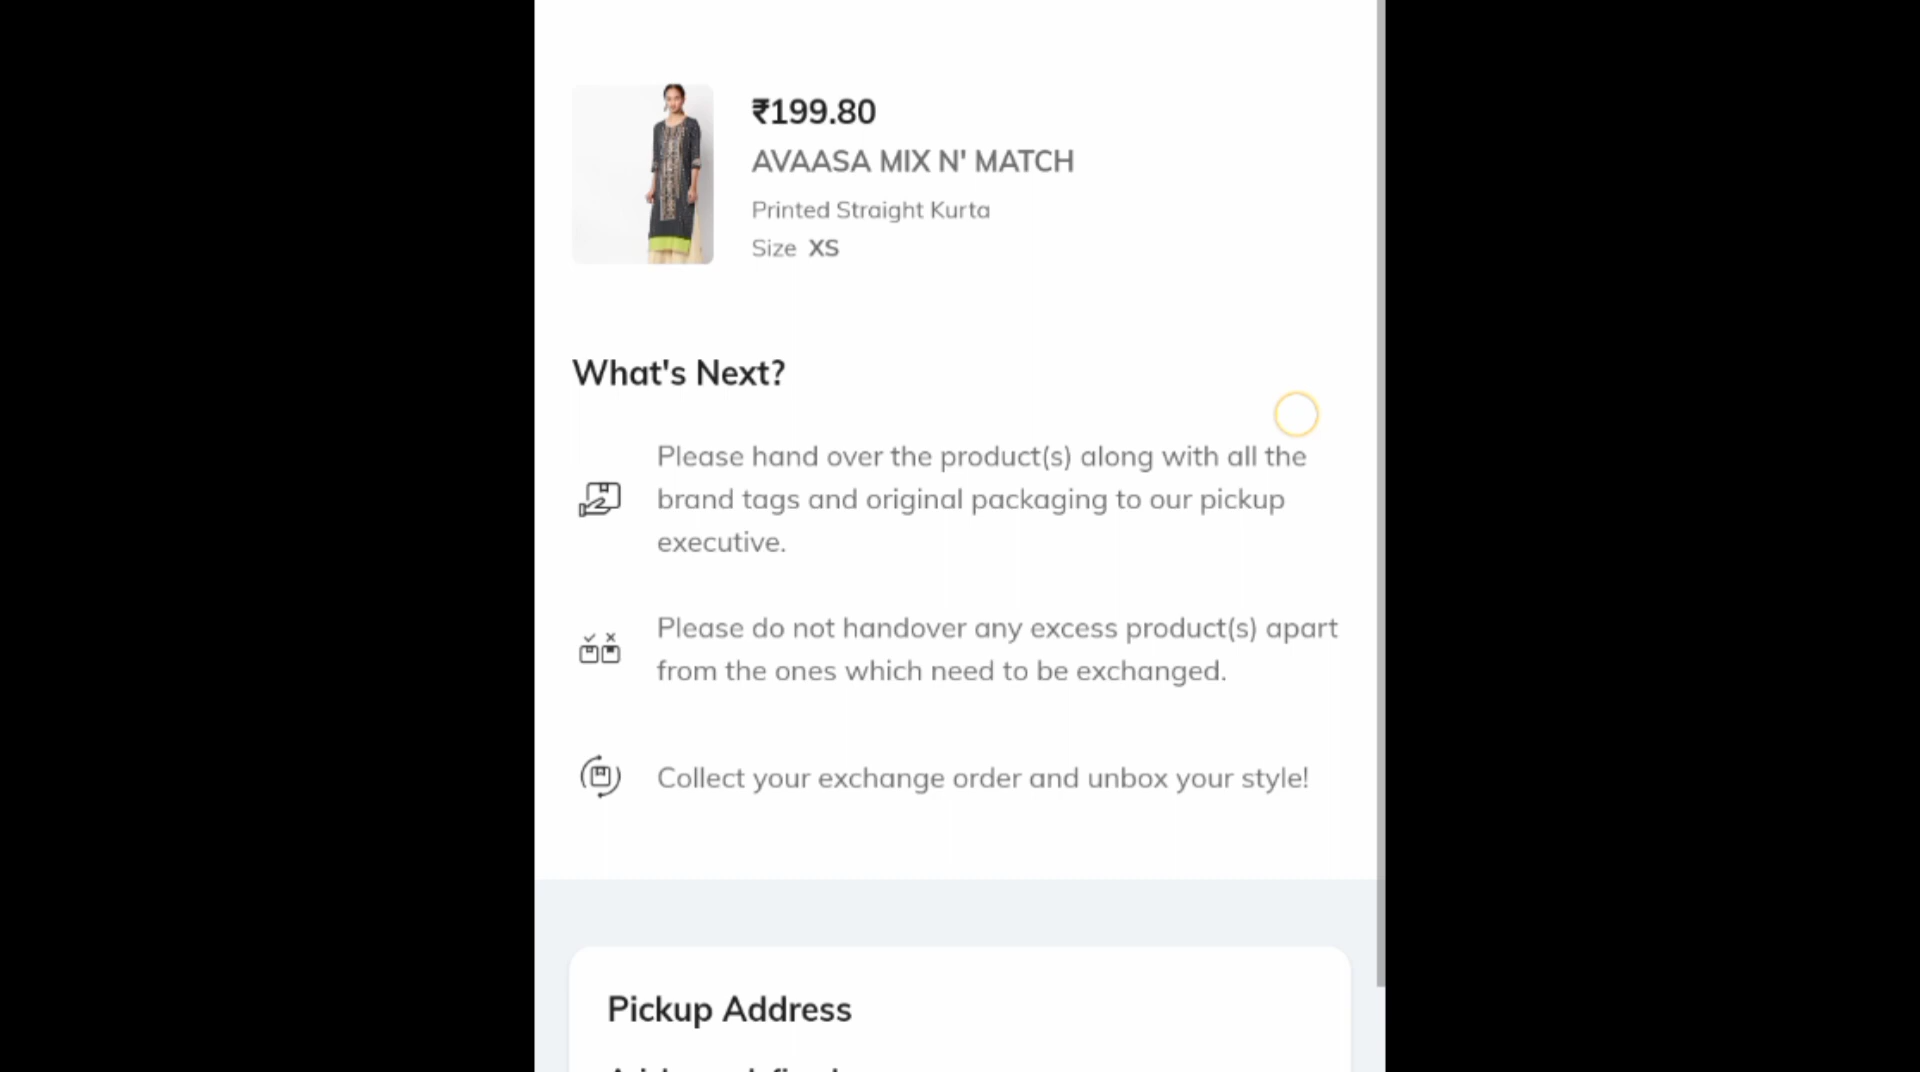 ₹199.80
AVAASA MIX N' MATCH
Printed Straight Kurta
Size XS
What's Next?
Please hand over the product(s) along with all the
brand tags and original packaging to our pickup
executive.
Please do not handover any excess product(s) apart
from the ones which need to be exchanged.
Collect your exchange order and unbox your style!
Pickup Address